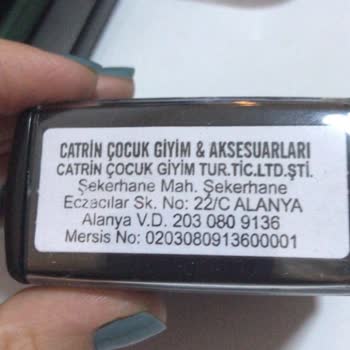 CATRİN ÇOCUK GİYİM & AKSESUARLARI
CATRİN ÇOCUK GİYİM TUR.TİC.LTD.ŞTİ.
Şekerhane Mah. Şekerhane
Eczacılar Sk. No: 22/C ALANYA
Alanya V.D. 203 080 9136
Mersis No: 0203080913600001